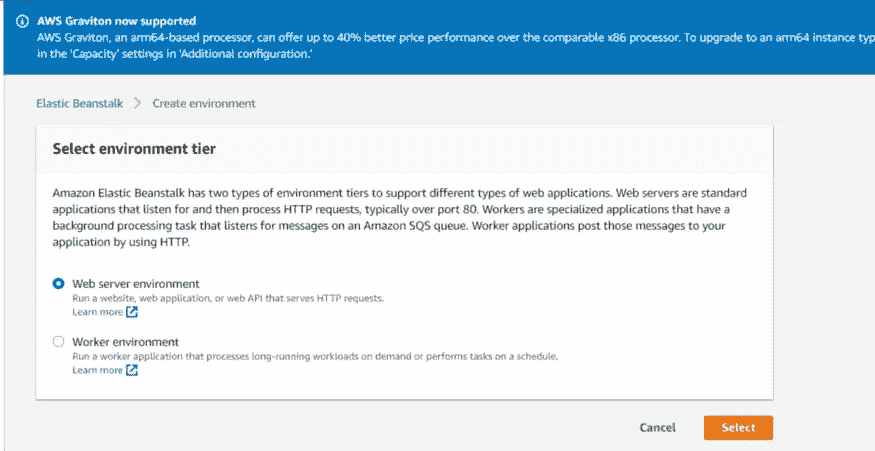 AWS Graviton now supported
AWS Graviton, an arm64-based processor, can offer up to 40% better price performance over the comparable x86 processor. To upgrade to an arm64 instance typ
in the 'Capacity' settings in 'Additional configuration.'
Elastic Beanstalk > Create environment
Select environment tier
Amazon Elastic Beanstalk has two types of environment tiers to support different types of web applications. Web servers are standard
applications that listen for and then process HTTP requests, typically over port 80. Workers are specialized applications that have a
background processing task that listens for messages on an Amazon SQS queue. Worker applications post those messages to your
application by using HTTP.
Web server environment
Run a website, web application, or web API that serves HTTP requests.
Learn more
Worker environment
Run a worker application that processes long-running workloads on demand or performs tasks on a schedule.
Learn more
Cancel Select